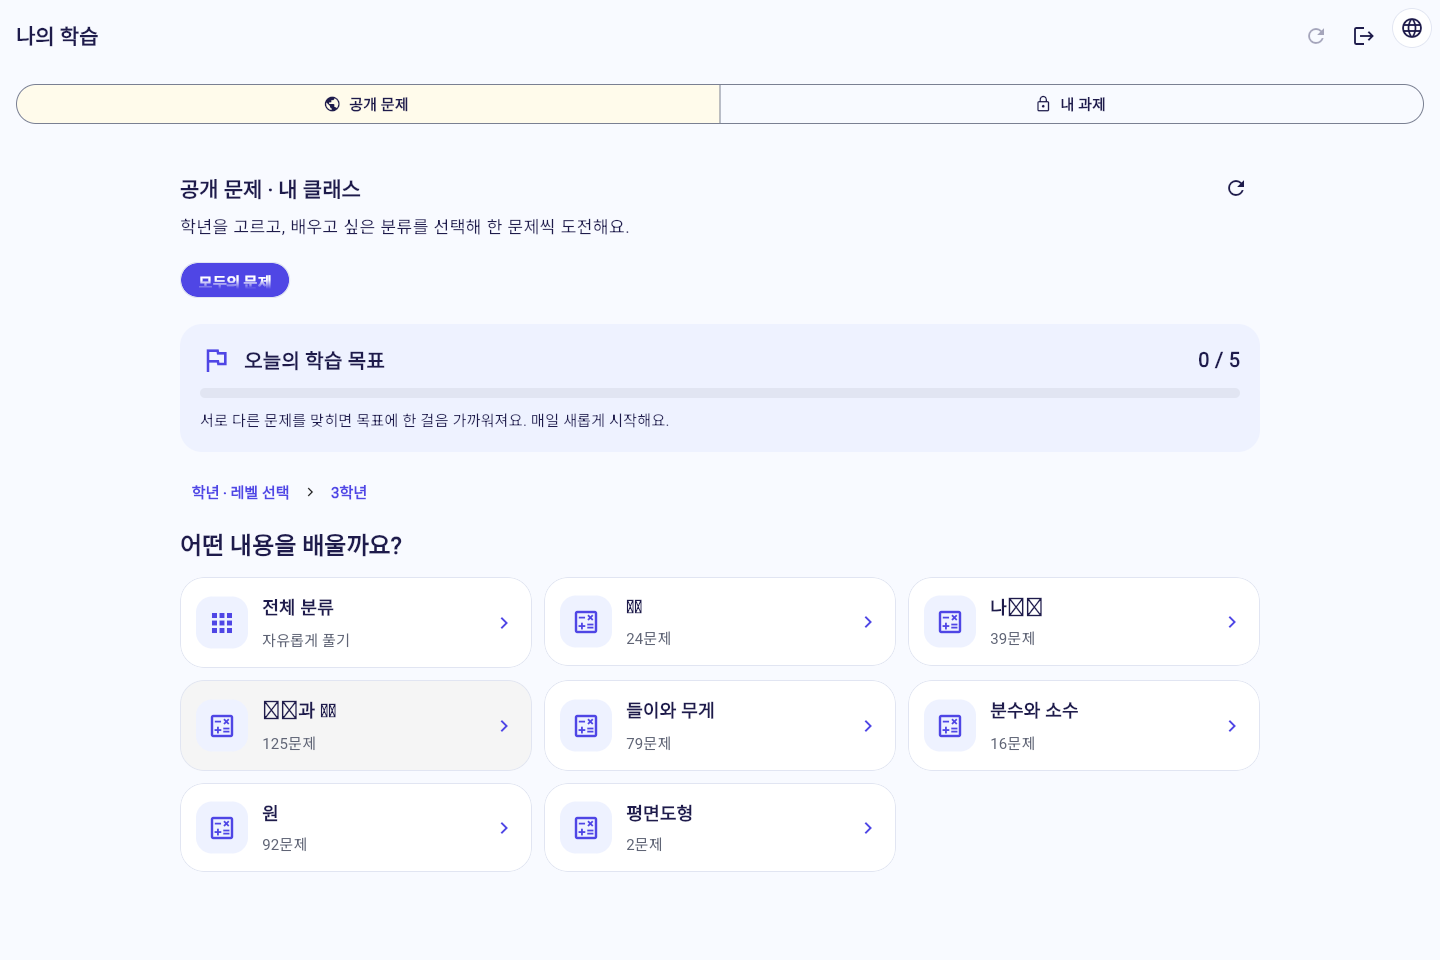 나의 학습
공개 문제
내 과제
공개 문제 · 내 클래스
학년을 고르고, 배우고 싶은 분류를 선택해 한 문제씩 도전해요.
모두의 문제
오늘의 학습 목표
0 / 5
서로 다른 문제를 맞히면 목표에 한 걸음 가까워져요. 매일 새롭게 시작해요.
학년 · 레벨 선택
3학년
어떤 내용을 배울까요?
전체 분류
자유롭게 풀기
24문제
나
39문제
과
125문제
들이와 무게
79문제
분수와 소수
16문제
원
92문제
평면도형
2문제